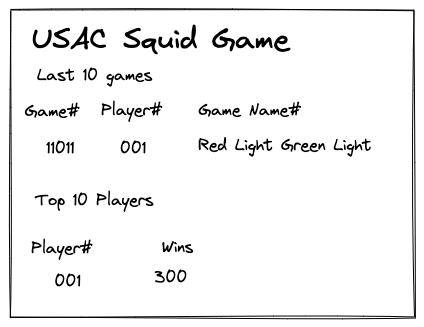 USAC Squid Game
Last 10 games
Game# Player# Game Name#
11011 001 Red Light Green Light
Top 10 Players
Player# Wins
001 300